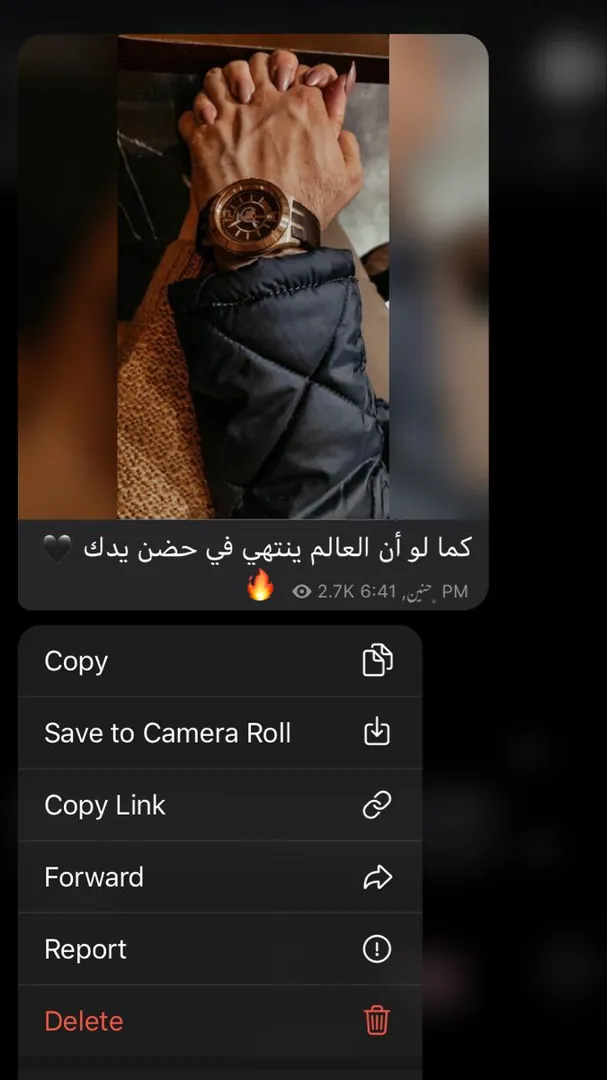 كما لو أن العالم ينتهي في حضن يدك 🖤
🔥 2.7K حنين, 6:41 PM
Copy
Save to Camera Roll
Copy Link
Forward
Report
Delete